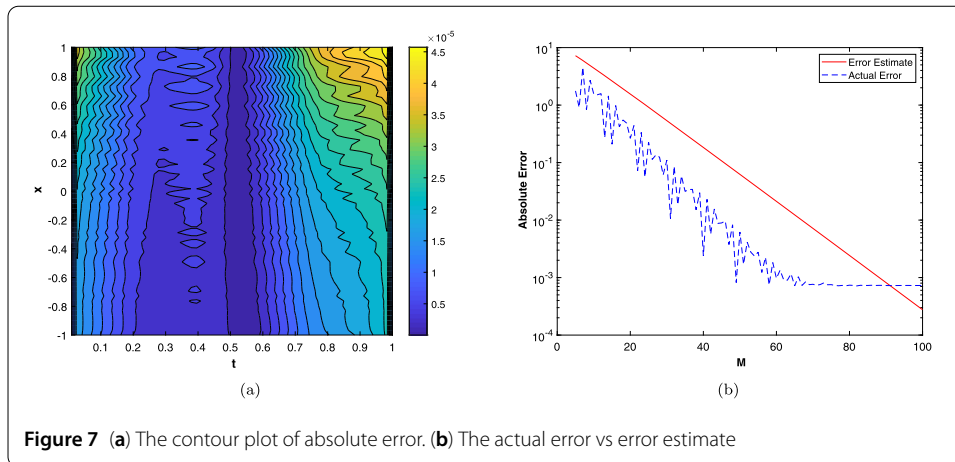 ×10⁻⁵
1
0.8
0.6
0.4
0.2
0
-0.2
-0.4
-0.6
-0.8
-1
x
0.1 0.2 0.3 0.4 0.5 0.6 0.7 0.8 0.9 1
t
4.5
4
3.5
3
2.5
2
1.5
1
0.5
(a)
10¹
10⁰
10⁻¹
10⁻²
10⁻³
10⁻⁴
Absolute Error
Error Estimate
Actual Error
0 20 40 60 80 100
M
(b)
Figure 7 (a) The contour plot of absolute error. (b) The actual error vs error estimate